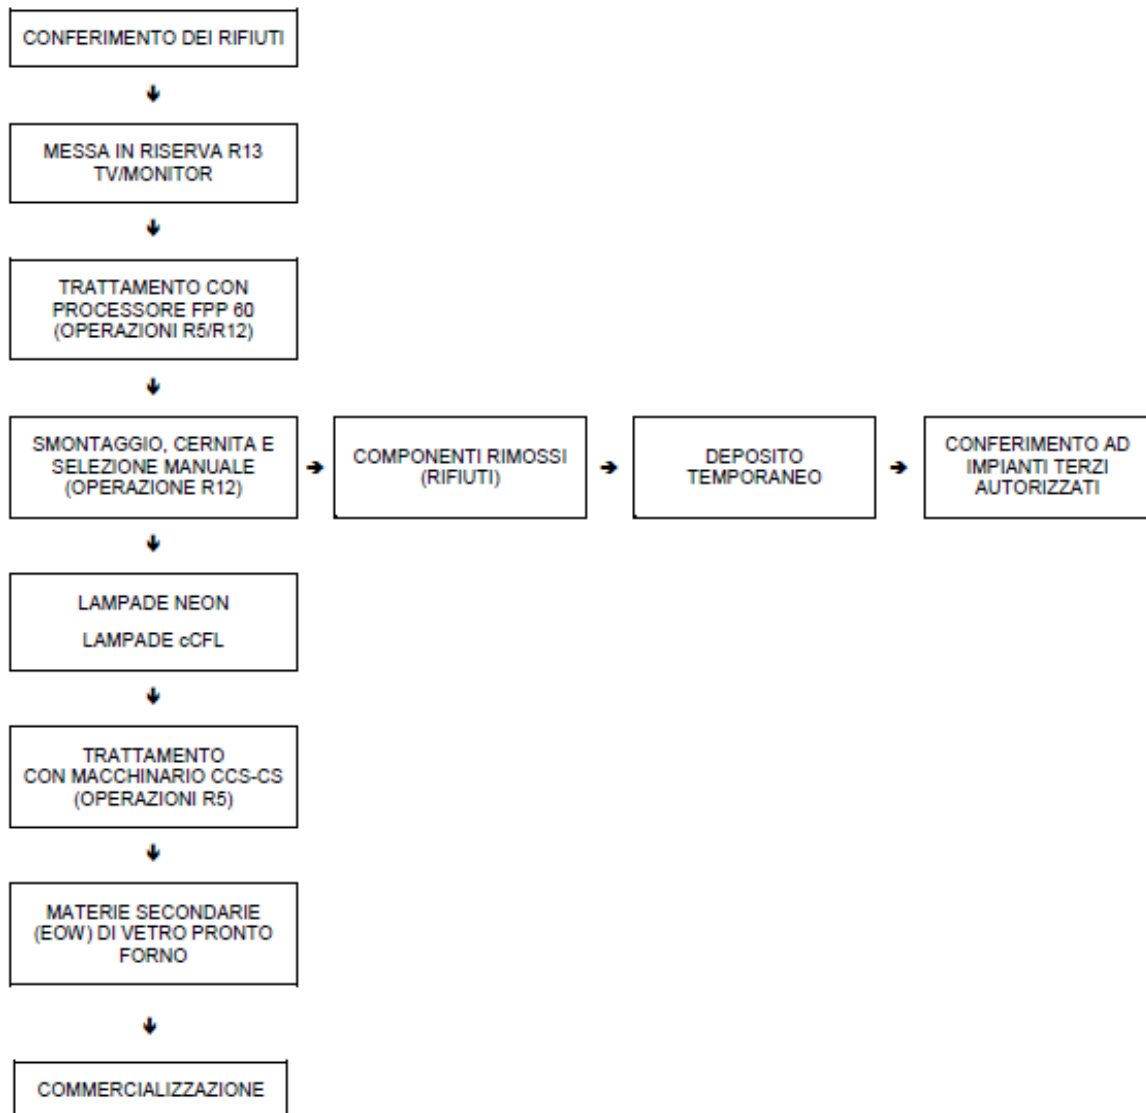 CONFERIMENTO DEI RIFIUTI
MESSA IN RISERVA R13
TV/MONITOR
TRATTAMENTO CON
PROCESSORE FPP 60
(OPERAZIONI R5/R12)
SMONTAGGIO, CERNITA E
SELEZIONE MANUALE
(OPERAZIONE R12)
COMPONENTI RIMOSSI
(RIFIUTI)
DEPOSITO
TEMPORANEO
CONFERIMENTO AD
IMPIANTI TERZI
AUTORIZZATI
LAMPADE NEON
LAMPADE cCFL
TRATTAMENTO
CON MACCHINARIO CCS-CS
(OPERAZIONI R5)
MATERIE SECONDARIE
(EOW) DI VETRO PRONTO
FORNO
COMMERCIALIZZAZIONE